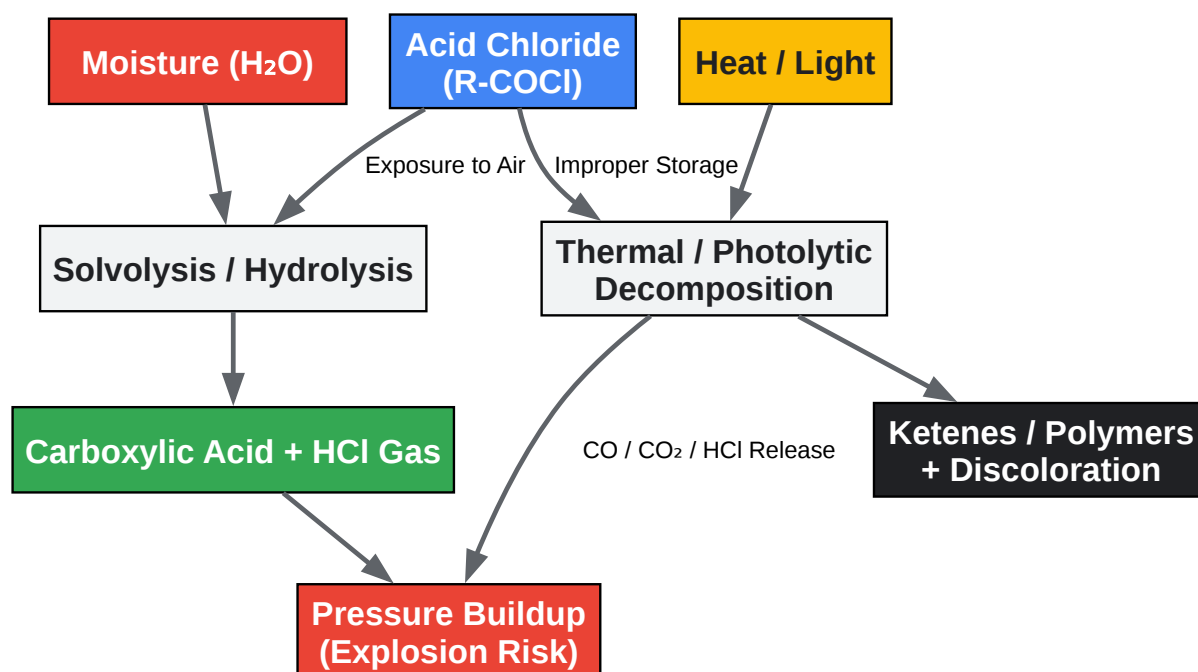 Moisture (H₂O)
Acid Chloride
(R-COCl)
Heat / Light
Exposure to Air
Improper Storage
Solvolysis / Hydrolysis
Thermal / Photolytic
Decomposition
Carboxylic Acid + HCl Gas
CO / CO₂ / HCl Release
Ketenes / Polymers
+ Discoloration
Pressure Buildup
(Explosion Risk)